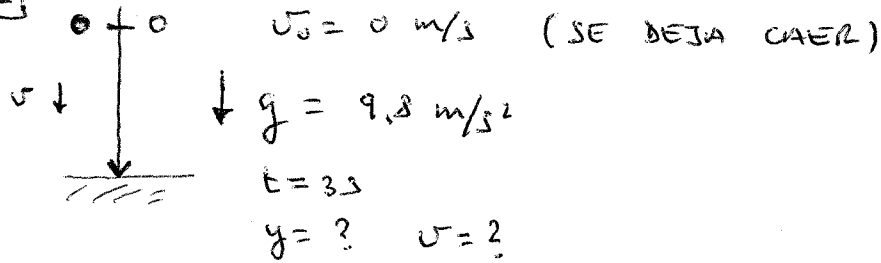 0 v₀ = 0 m/s (SE DEJA CAER)
v ↓ ↓ g = 9,8 m/s²
t = 3s
y = ? v = ?